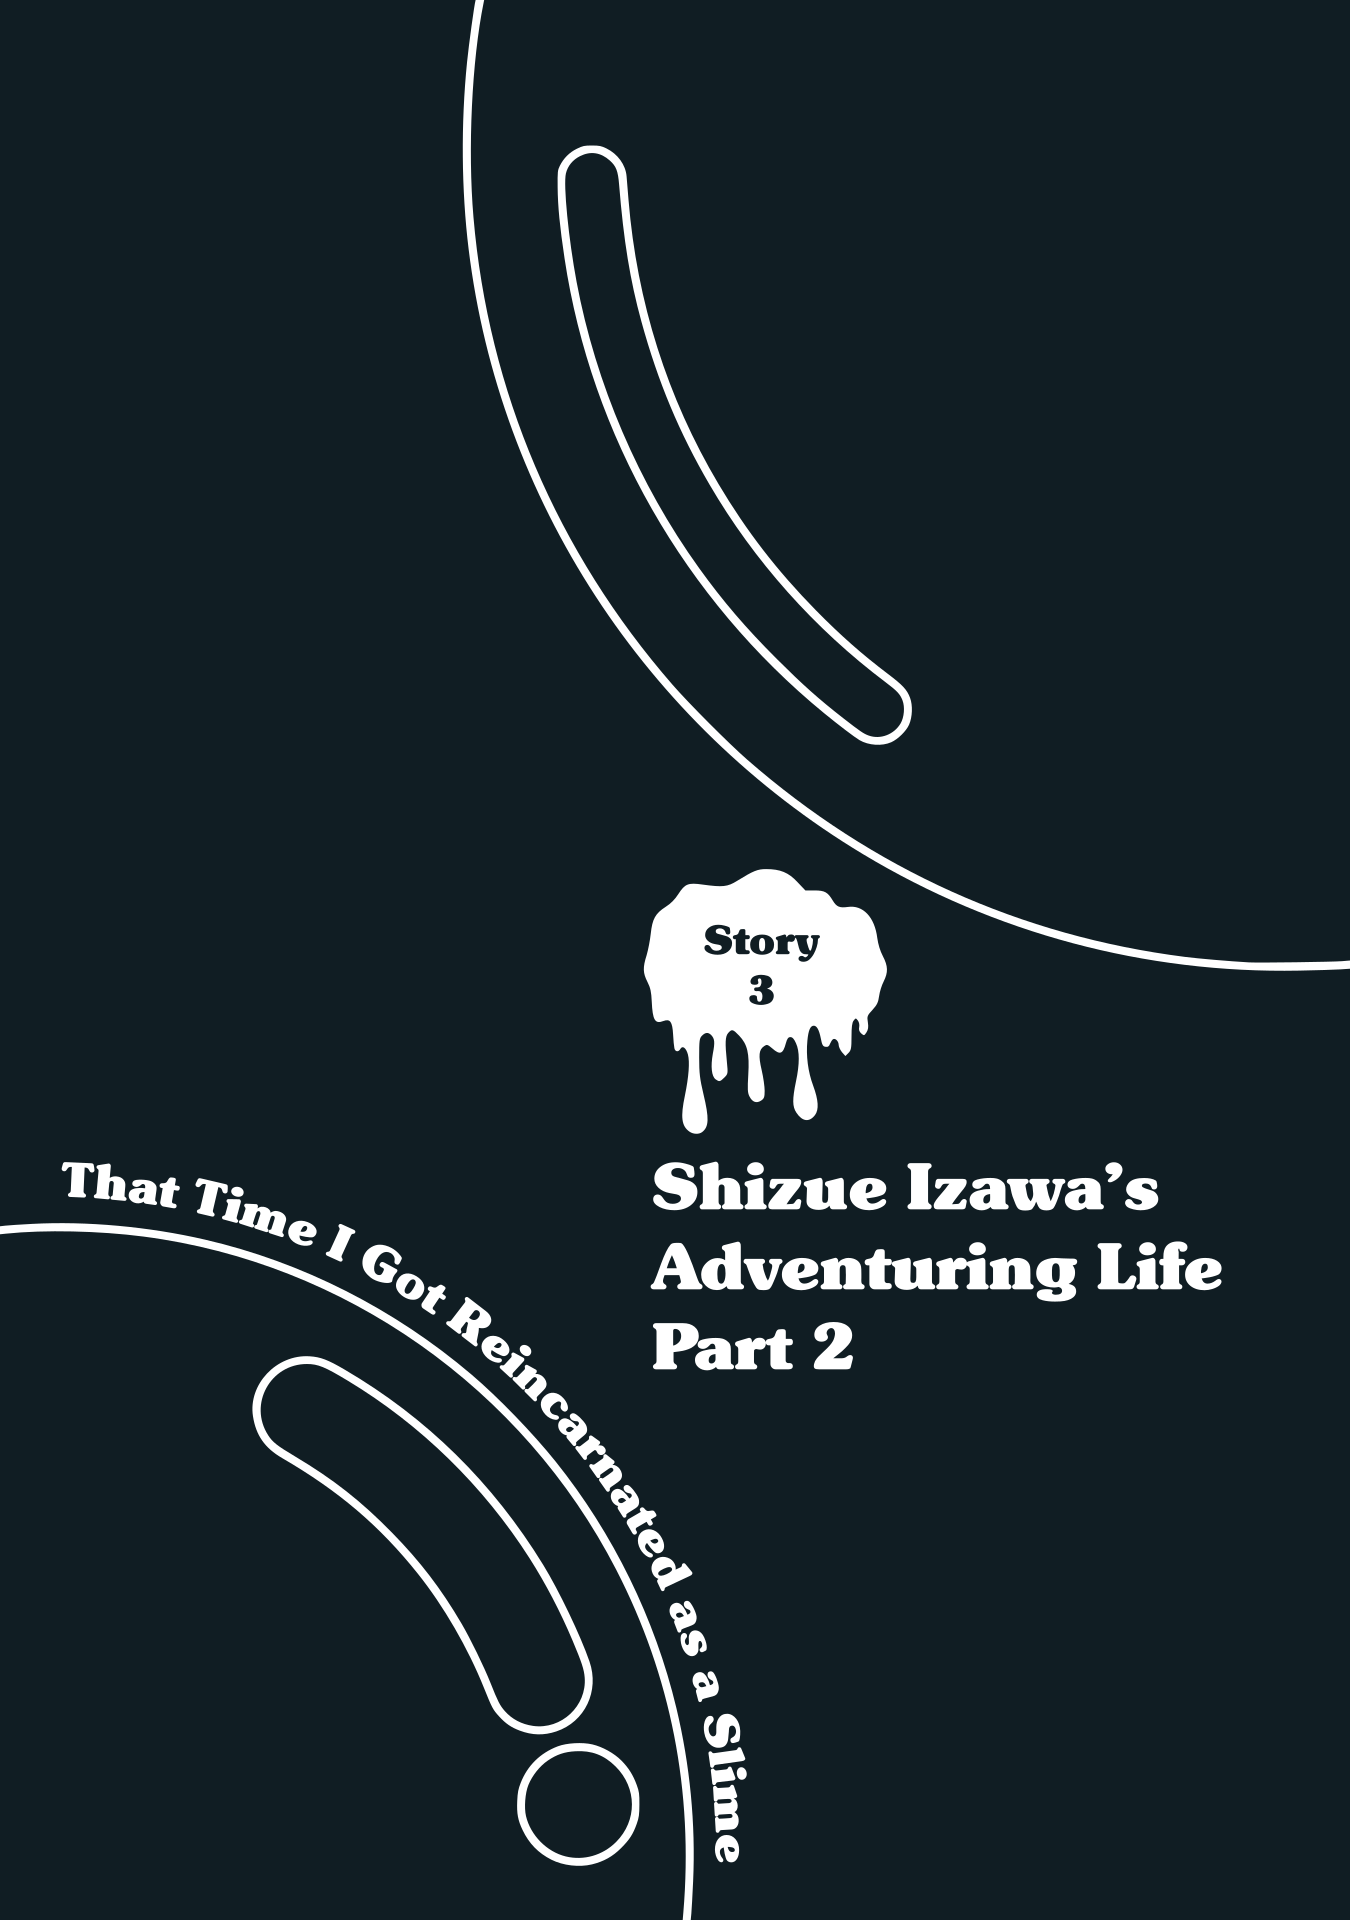 Story
3
Shizue Izawa’s
Adventuring Life
Part 2
That Time I Got Reincarnated as a Slime